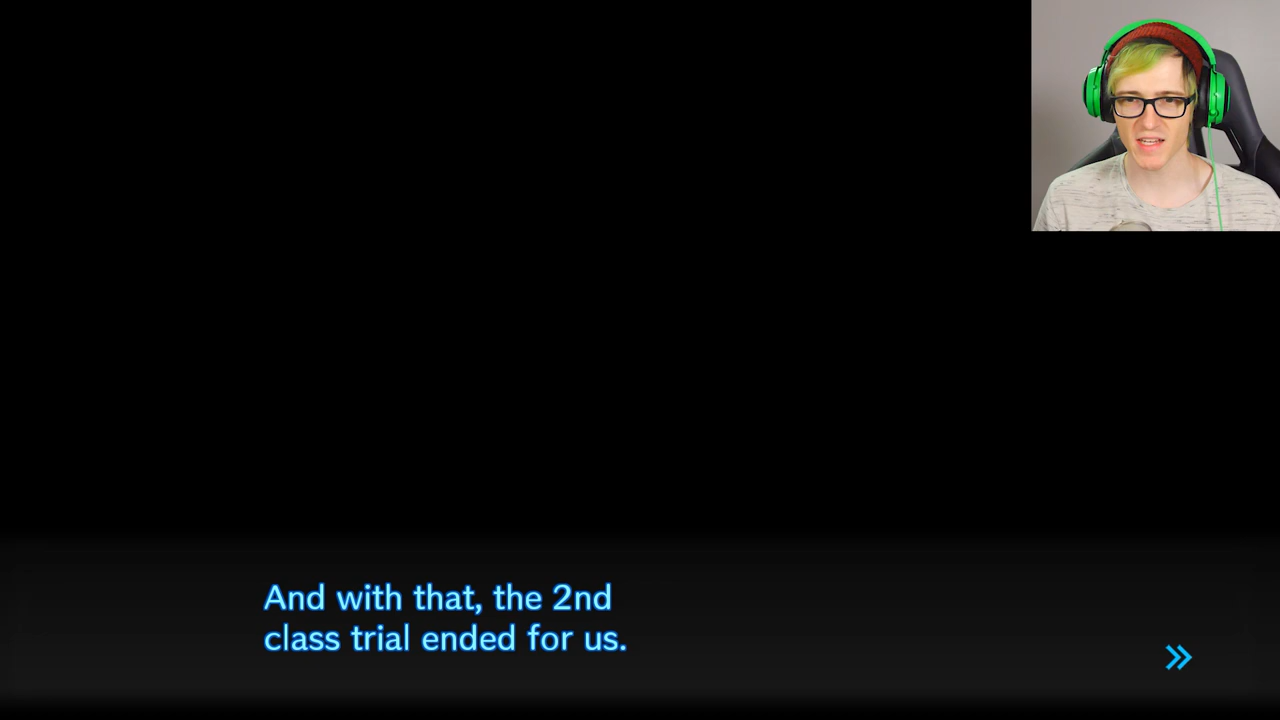 And with that, the 2nd
class trial ended for us.